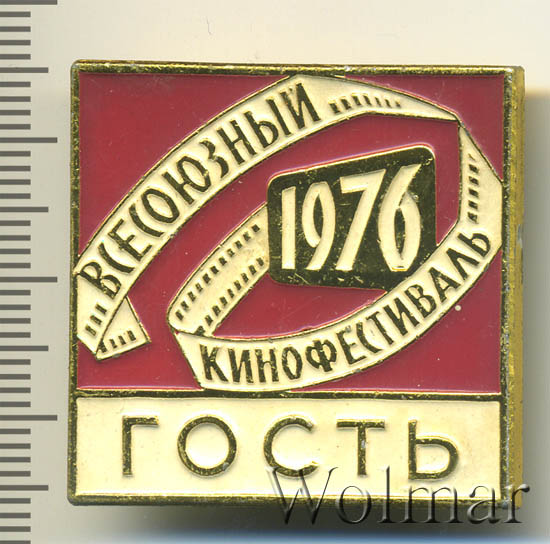 ВСЕСОЮЗНЫЙ
1976
КИНОФЕСТИВАЛЬ
ГОСТЬ
Wolmar